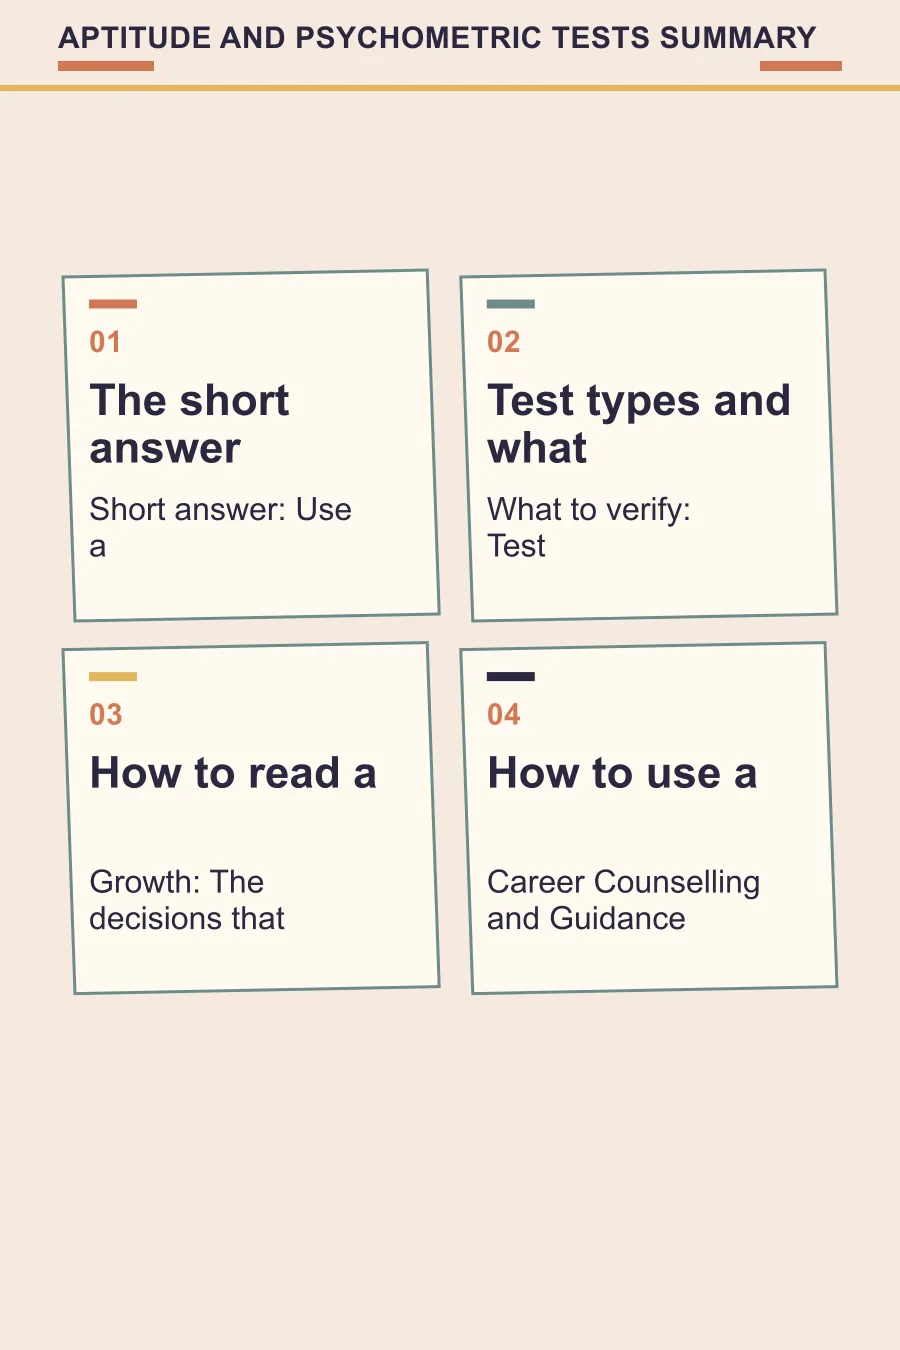 APTITUDE AND PSYCHOMETRIC TESTS SUMMARY
01
The short
answer
Short answer: Use
a
02
Test types and
what
What to verify:
Test
03
How to read a
Growth: The
decisions that
04
How to use a
Career Counselling
and Guidance